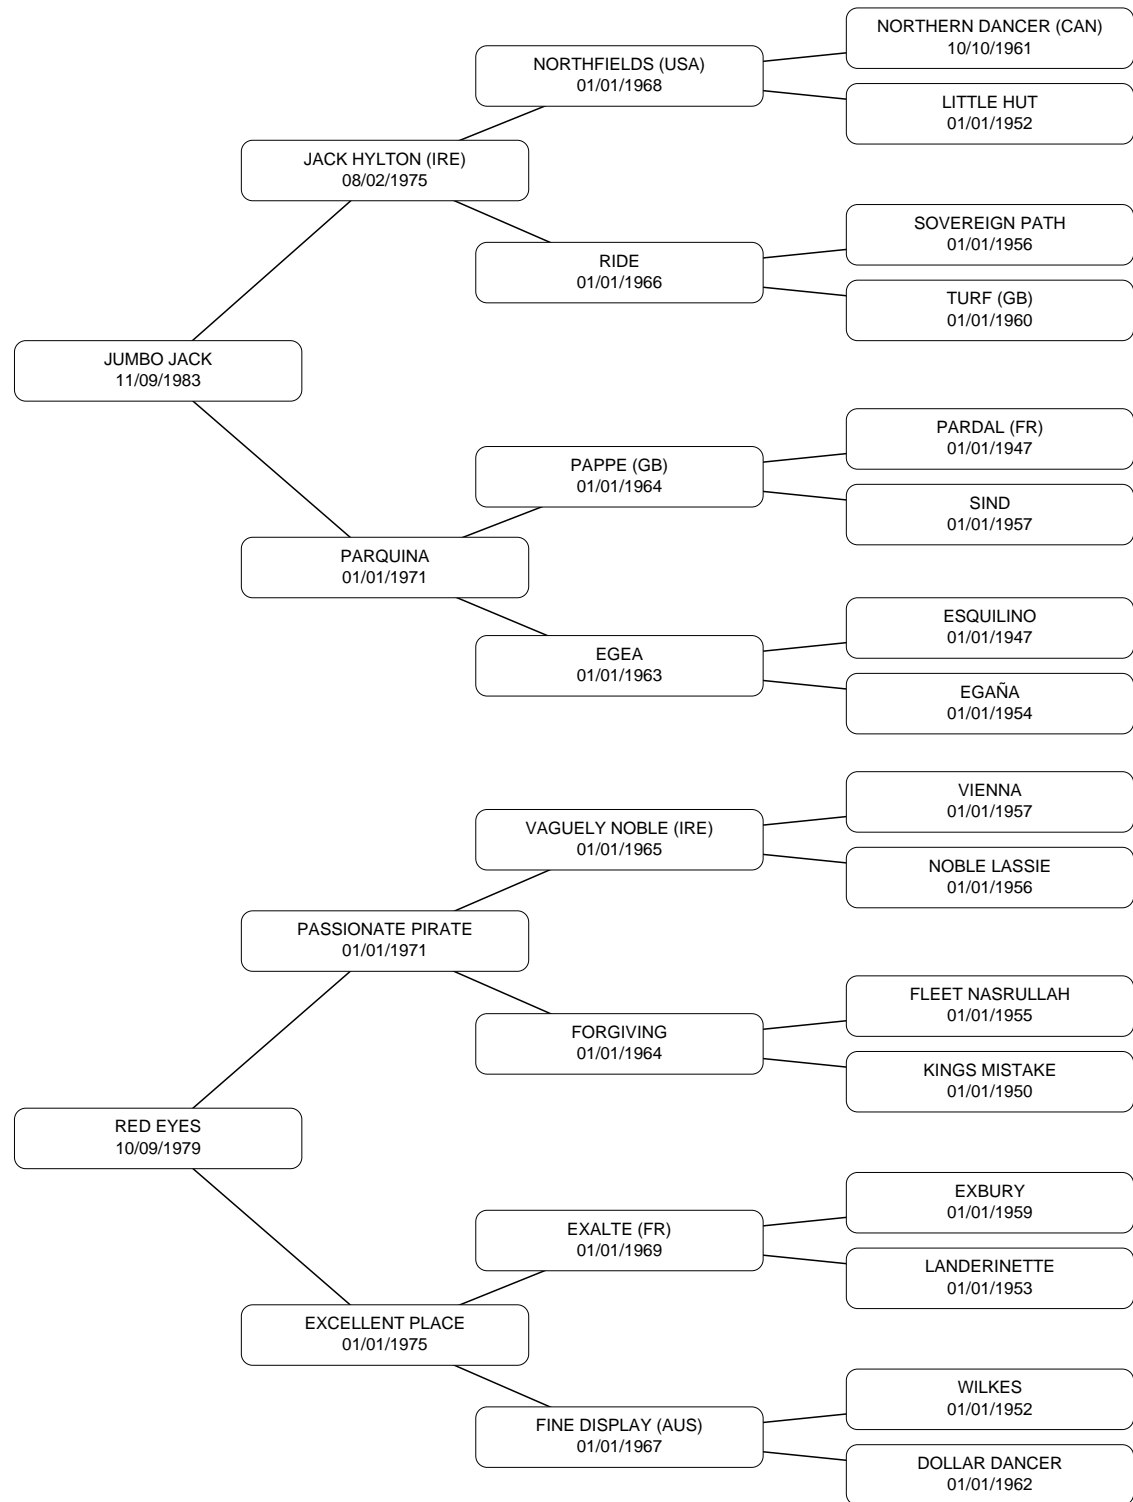 NORTHERN DANCER (CAN)
10/10/1961
NORTHFIELDS (USA)
01/01/1968
LITTLE HUT
01/01/1952
JACK HYLTON (IRE)
08/02/1975
SOVEREIGN PATH
01/01/1956
RIDE
01/01/1966
TURF (GB)
01/01/1960
JUMBO JACK
11/09/1983
PARDAL (FR)
01/01/1947
PAPPE (GB)
01/01/1964
SIND
01/01/1957
PARQUINA
01/01/1971
ESQUILINO
01/01/1947
EGEA
01/01/1963
EGAÑA
01/01/1954
VIENNA
01/01/1957
VAGUELY NOBLE (IRE)
01/01/1965
NOBLE LASSIE
01/01/1956
PASSIONATE PIRATE
01/01/1971
FLEET NASRULLAH
01/01/1955
FORGIVING
01/01/1964
KINGS MISTAKE
01/01/1950
RED EYES
10/09/1979
EXBURY
01/01/1959
EXALTE (FR)
01/01/1969
LANDERINETTE
01/01/1953
EXCELLENT PLACE
01/01/1975
WILKES
01/01/1952
FINE DISPLAY (AUS)
01/01/1967
DOLLAR DANCER
01/01/1962